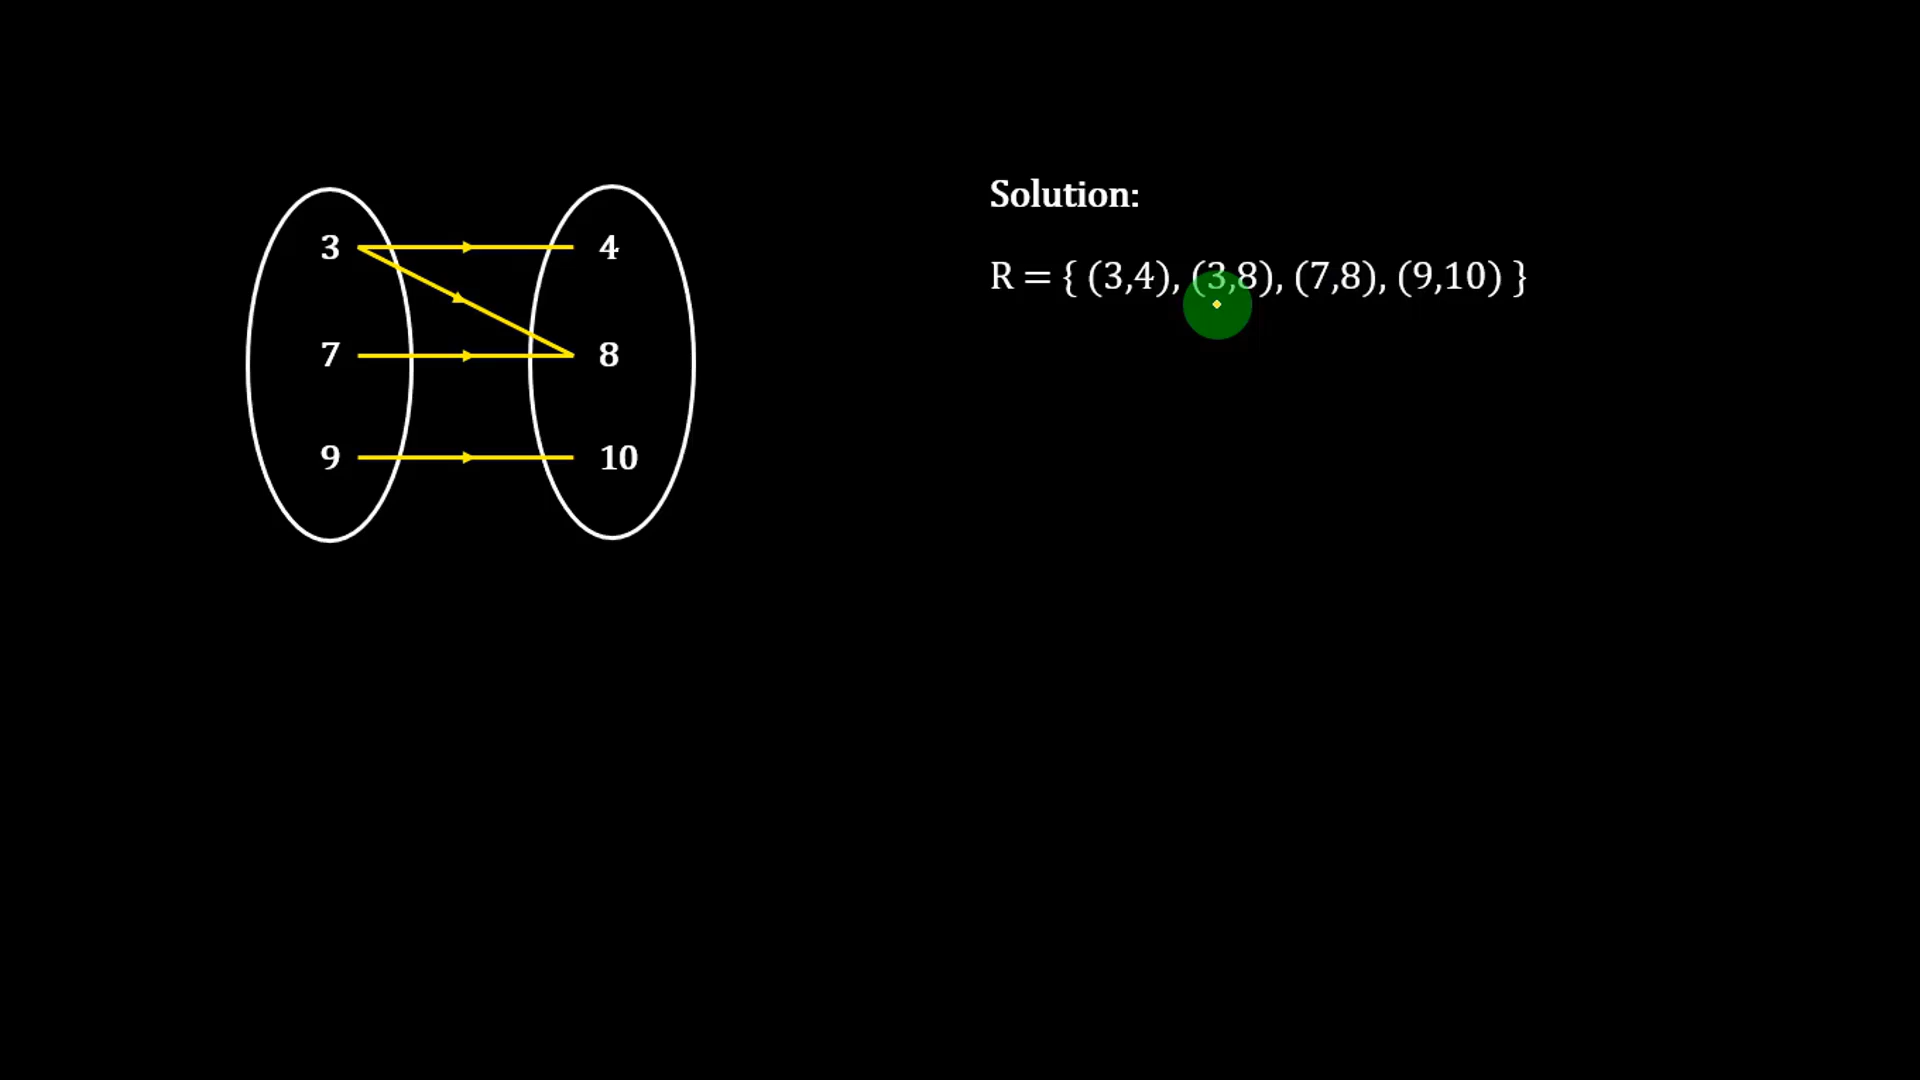 3 4
7 8
9 10
Solution:
R = { (3,4), (3,8), (7,8), (9,10) }